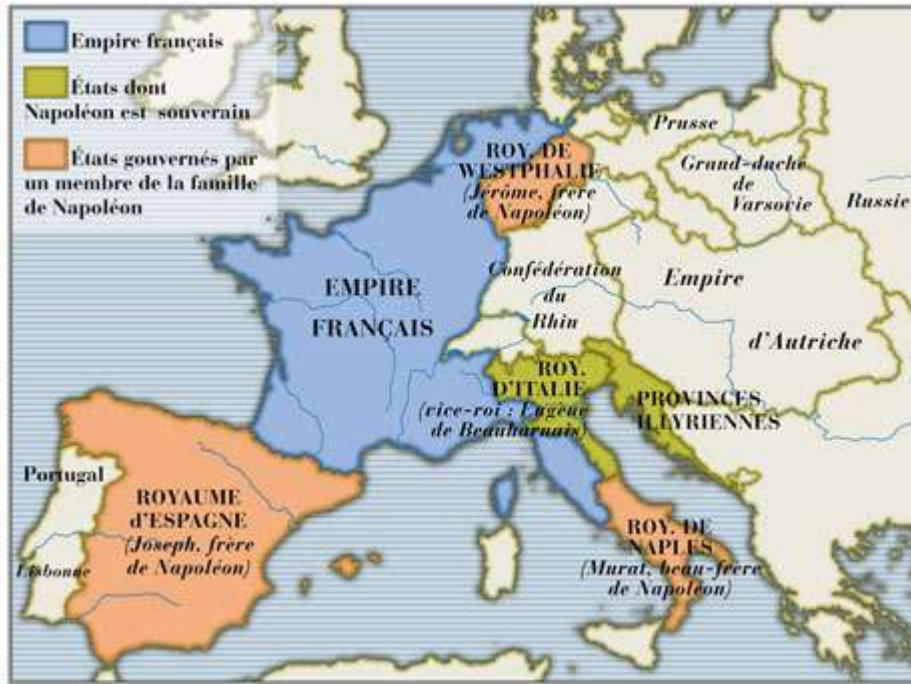 Empire français
États dont
Napoléon est souverain
États gouvernés par
un membre de la famille
de Napoléon
Prusse
ROY. DE
WESTPHALIE
(Jerôme, frère
de Napoléon)
Grand-duche
de
Varsovie
Russie
EMPIRE
FRANÇAIS
Confédération
du
Rhin
Empire
d'Autriche
ROY.
D'ITALIE
(vice-roi : Eugène
de Beauharnais)
PROVINCES
ILLYRIENNES
Portugal
Lisbonne
ROYAUME
d'ESPAGNE
(Joseph, frère
de Napoléon)
ROY. DE
NAPLES
(Murat, beau-frère
de Napoléon)